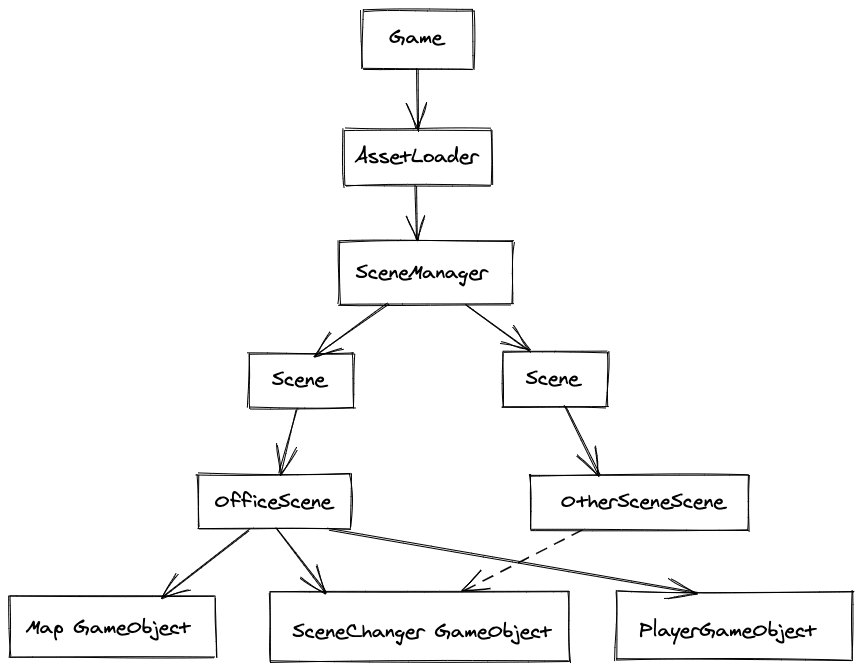 Game
AssetLoader
SceneManager
Scene
Scene
OfficeScene
OtherSceneScene
Map GameObject
SceneChanger GameObject
PlayerGameObject